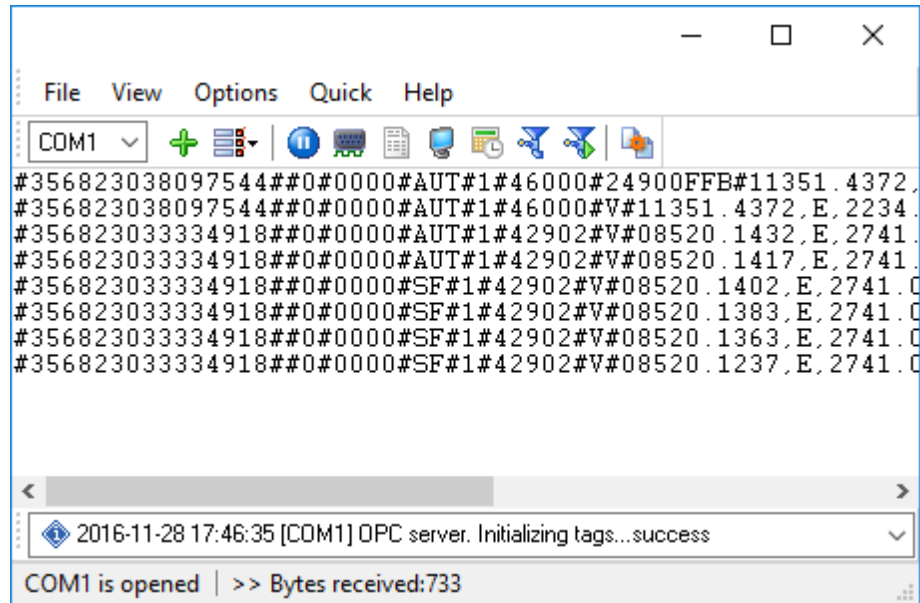 File View Options Quick Help
COM1
#356823038097544##0#0000#AUT#1#46000#24900FFB#11351.4372.
#356823038097544##0#0000#AUT#1#46000#V#11351.4372,E,2234.
#356823033334918##0#0000#AUT#1#42902#V#08520.1432,E,2741.
#356823033334918##0#0000#AUT#1#42902#V#08520.1417,E,2741.
#356823033334918##0#0000#SF#1#42902#V#08520.1402,E,2741.0
#356823033334918##0#0000#SF#1#42902#V#08520.1383,E,2741.0
#356823033334918##0#0000#SF#1#42902#V#08520.1363,E,2741.0
#356823033334918##0#0000#SF#1#42902#V#08520.1237,E,2741.0
2016-11-28 17:46:35 [COM1] OPC server. Initializing tags...success
COM1 is opened | >> Bytes received:733